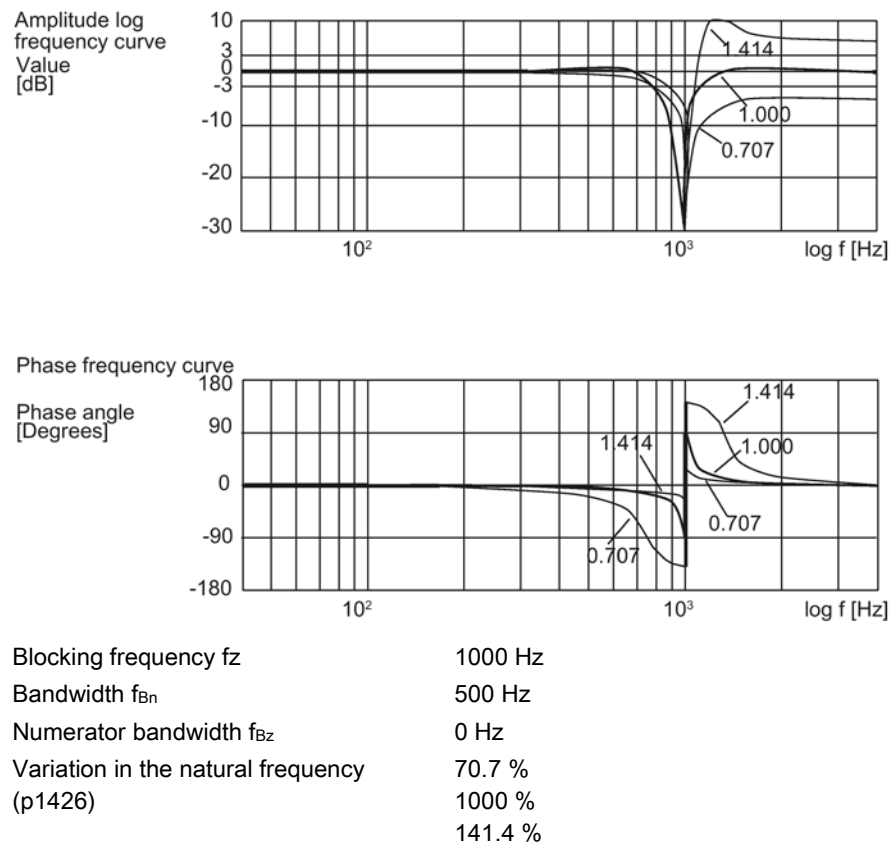 Amplitude log
frequency curve
Value
[dB]
10
3
0
-3
-10
-20
-30
1.414
1.000
0.707
10²
10³
log f [Hz]
Phase frequency curve
180
Phase angle
[Degrees]
90
0
-90
-180
1.414
1.414
1.000
0.707
0.707
10²
10³
log f [Hz]
Blocking frequency fz 1000 Hz
Bandwidth fBn 500 Hz
Numerator bandwidth fBz 0 Hz
Variation in the natural frequency 70.7 %
(p1426) 1000 %
141.4 %